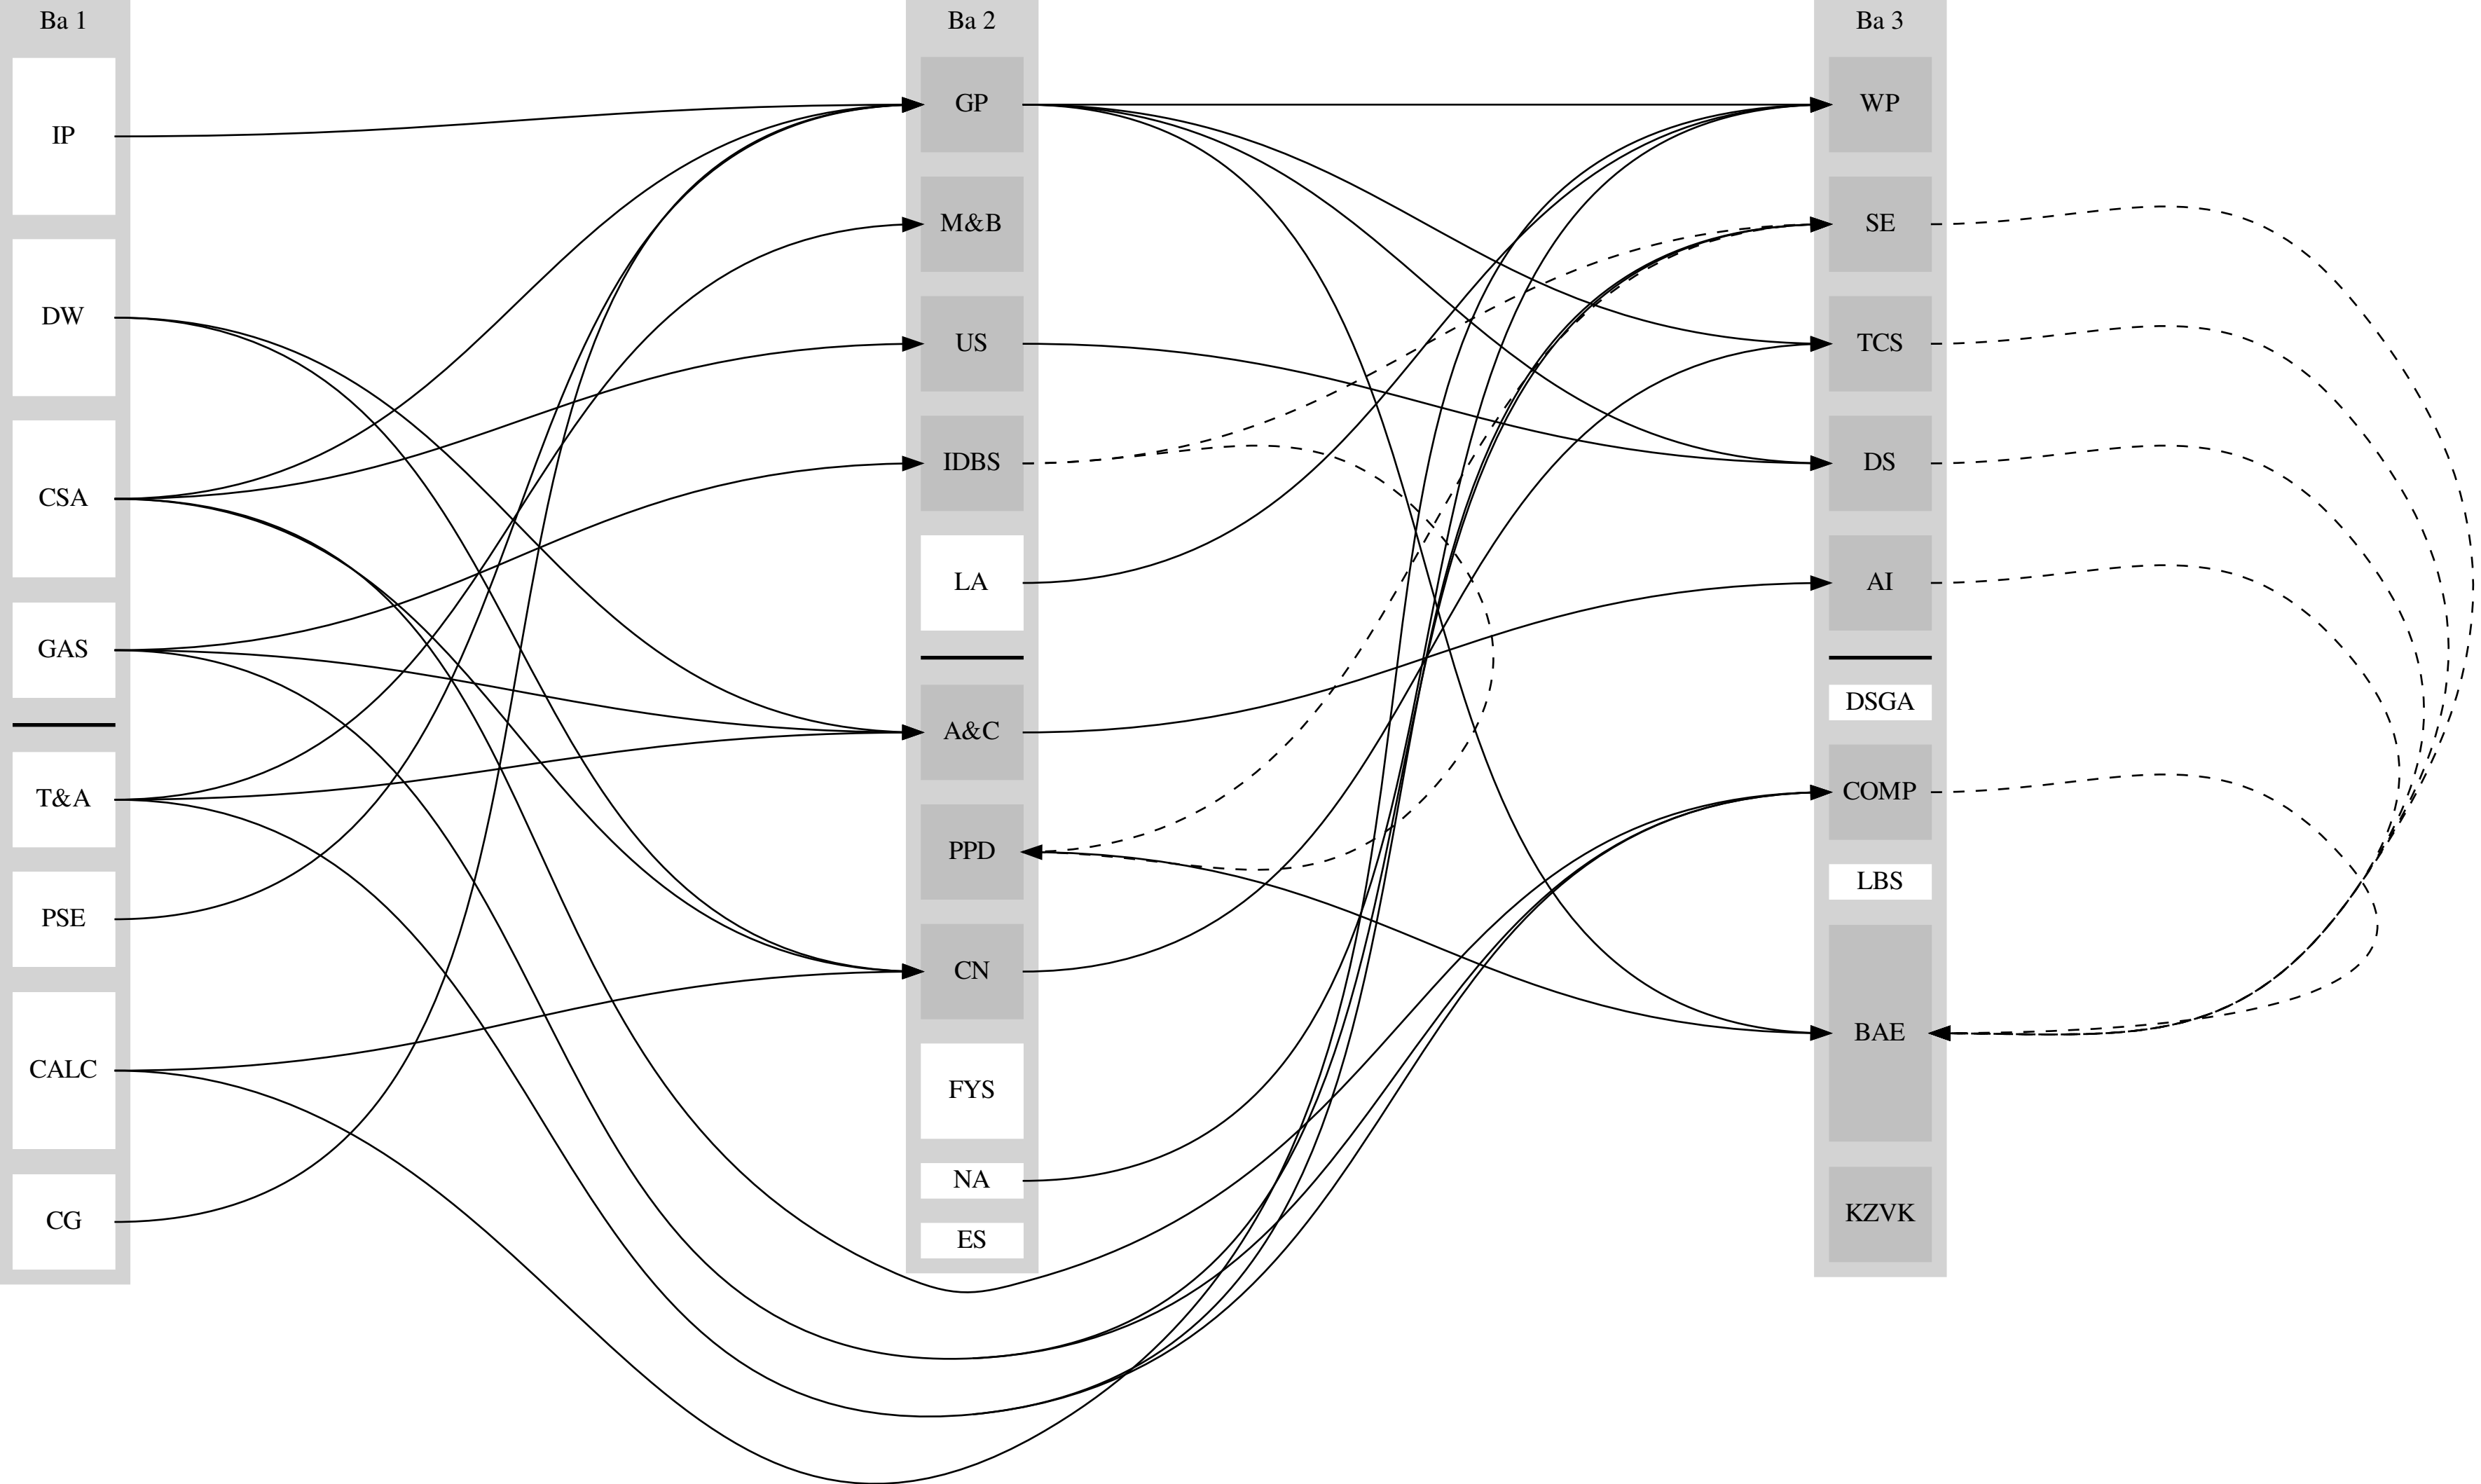 Ba 1
IP
DW
CSA
GAS
T&A
PSE
CALC
CG
Ba 2
GP
M&B
US
IDBS
LA
A&C
PPD
CN
FYS
NA
ES
Ba 3
WP
SE
TCS
DS
AI
DSGA
COMP
LBS
BAE
KZVK